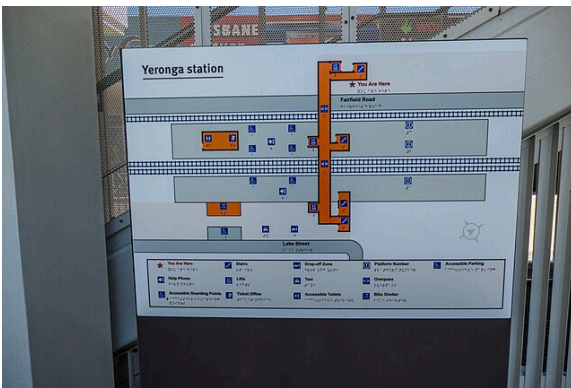 SBANE
Yeronga station
You Are Here
Fairfield Road
Lake Street
You Are Here
Stairs
Drop-off Zone
Platform Number
Accessible Parking
Help Phone
Lifts
Taxi
Overpass
Accessible Boarding Points
Ticket Office
Accessible Toilets
Bike Shelter